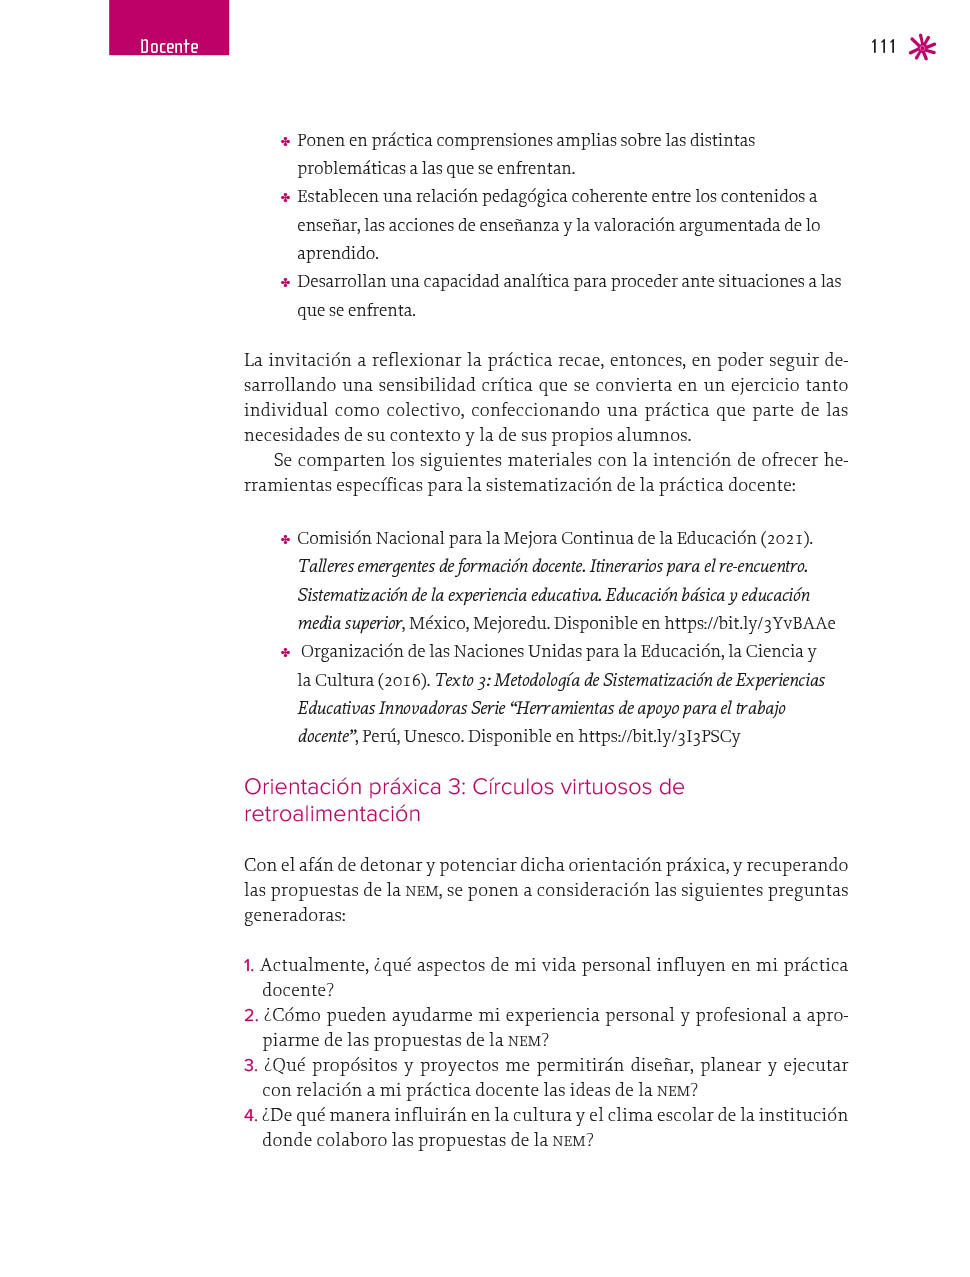 Docente
111
✤ Ponen en práctica comprensiones amplias sobre las distintas
problemáticas a las que se enfrentan.
✤ Establecen una relación pedagógica coherente entre los contenidos a
enseñar, las acciones de enseñanza y la valoración argumentada de lo
aprendido.
✤ Desarrollan una capacidad analítica para proceder ante situaciones a las
que se enfrenta.
La invitación a reflexionar la práctica recae, entonces, en poder seguir de-
sarrollando una sensibilidad crítica que se convierta en un ejercicio tanto
individual como colectivo, confeccionando una práctica que parte de las
necesidades de su contexto y la de sus propios alumnos.
Se comparten los siguientes materiales con la intención de ofrecer he-
rramientas específicas para la sistematización de la práctica docente:
✤ Comisión Nacional para la Mejora Continua de la Educación (2021).
Talleres emergentes de formación docente. Itinerarios para el re-encuentro.
Sistematización de la experiencia educativa. Educación básica y educación
media superior, México, Mejoredu. Disponible en https://bit.ly/3YvBAAe
✤ Organización de las Naciones Unidas para la Educación, la Ciencia y
la Cultura (2016). Texto 3: Metodología de Sistematización de Experiencias
Educativas Innovadoras Serie “Herramientas de apoyo para el trabajo
docente”, Perú, Unesco. Disponible en https://bit.ly/3I3PSCy
Orientación práxica 3: Círculos virtuosos de
retroalimentación
Con el afán de detonar y potenciar dicha orientación práxica, y recuperando
las propuestas de la NEM, se ponen a consideración las siguientes preguntas
generadoras:
1. Actualmente, ¿qué aspectos de mi vida personal influyen en mi práctica
docente?
2. ¿Cómo pueden ayudarme mi experiencia personal y profesional a apro-
piarme de las propuestas de la NEM?
3. ¿Qué propósitos y proyectos me permitirán diseñar, planear y ejecutar
con relación a mi práctica docente las ideas de la NEM?
4. ¿De qué manera influirán en la cultura y el clima escolar de la institución
donde colaboro las propuestas de la NEM?